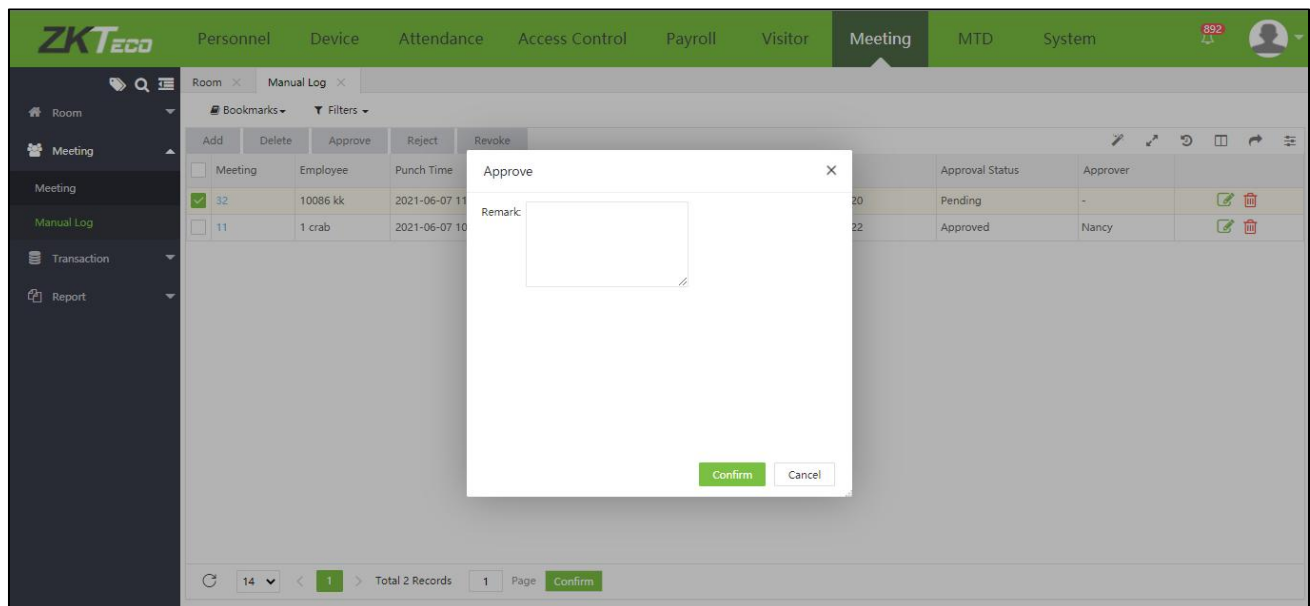 ZKTeco Personnel Device Attendance Access Control Payroll Visitor Meeting MTD System 892
Room Manual Log
Room Bookmarks Filters
Meeting Add Delete Approve Reject Revoke
Meeting Employee Punch Time Approve Approval Status Approver
Meeting
32 10086 kk 2021-06-07 11 Remark: 20 Pending -
Manual Log 11 1 crab 2021-06-07 10 22 Approved Nancy
Transaction
Report
Confirm Cancel
14 < 1 > Total 2 Records 1 Page Confirm